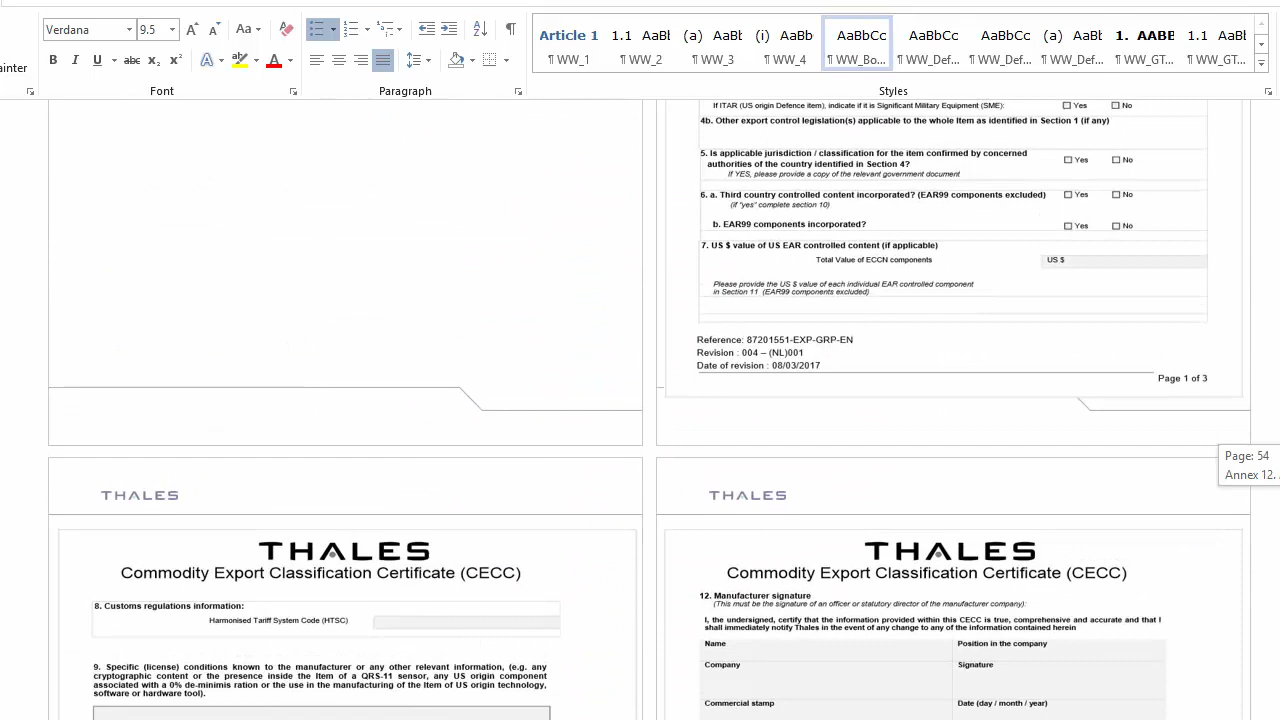 Verdana 9.5 Aa
ainter B I U abc x₂ x² A A
Font
Paragraph
Article 1 1.1 AaBl (a) AaBt (i) AaBb AaBbCc AaBbCc AaBbCc (a) AaBt 1. AABB 1.1 AaBl
¶ WW_1 ¶ WW_2 ¶ WW_3 ¶ WW_4 ¶ WW_Bo... ¶ WW_Def... ¶ WW_Def... ¶ WW_Def... ¶ WW_GT... ¶ WW_GT...
Styles
If ITAR (US origin Defence item), indicate if it is Significant Military Equipment (SME): Yes No
4b. Other export control legislation(s) applicable to the whole Item as identified in Section 1 (if any)
5. Is applicable jurisdiction / classification for the item confirmed by concerned
authorities of the country identified in Section 4? Yes No
If YES, please provide a copy of the relevant government document
6. a. Third country controlled content incorporated? (EAR99 components excluded) Yes No
(if "yes" complete section 10)
b. EAR99 components incorporated? Yes No
7. US $ value of US EAR controlled content (if applicable)
Total Value of ECCN components US $
Please provide the US $ value of each individual EAR controlled component
in Section 11 (EAR99 components excluded)
Reference: 87201551-EXP-GRP-EN
Revision : 004 – (NL)001
Date of revision : 08/03/2017
Page 1 of 3
Page: 54
Annex 12.
THALES
THALES
Commodity Export Classification Certificate (CECC)
8. Customs regulations information:
Harmonised Tariff System Code (HTSC)
9. Specific (license) conditions known to the manufacturer or any other relevant information, (e.g. any
cryptographic content or the presence inside the Item of a QRS-11 sensor, any US origin component
associated with a 0% de-minimis ration or the use in the manufacturing of the Item of US origin technology,
software or hardware tool).
THALES
THALES
Commodity Export Classification Certificate (CECC)
12. Manufacturer signature
(This must be the signature of an officer or statutory director of the manufacturer company):
I, the undersigned, certify that the information provided within this CECC is true, comprehensive and accurate and that I
shall immediately notify Thales in the event of any change to any of the information contained herein
Name Position in the company
Company Signature
Commercial stamp Date (day / month / year)